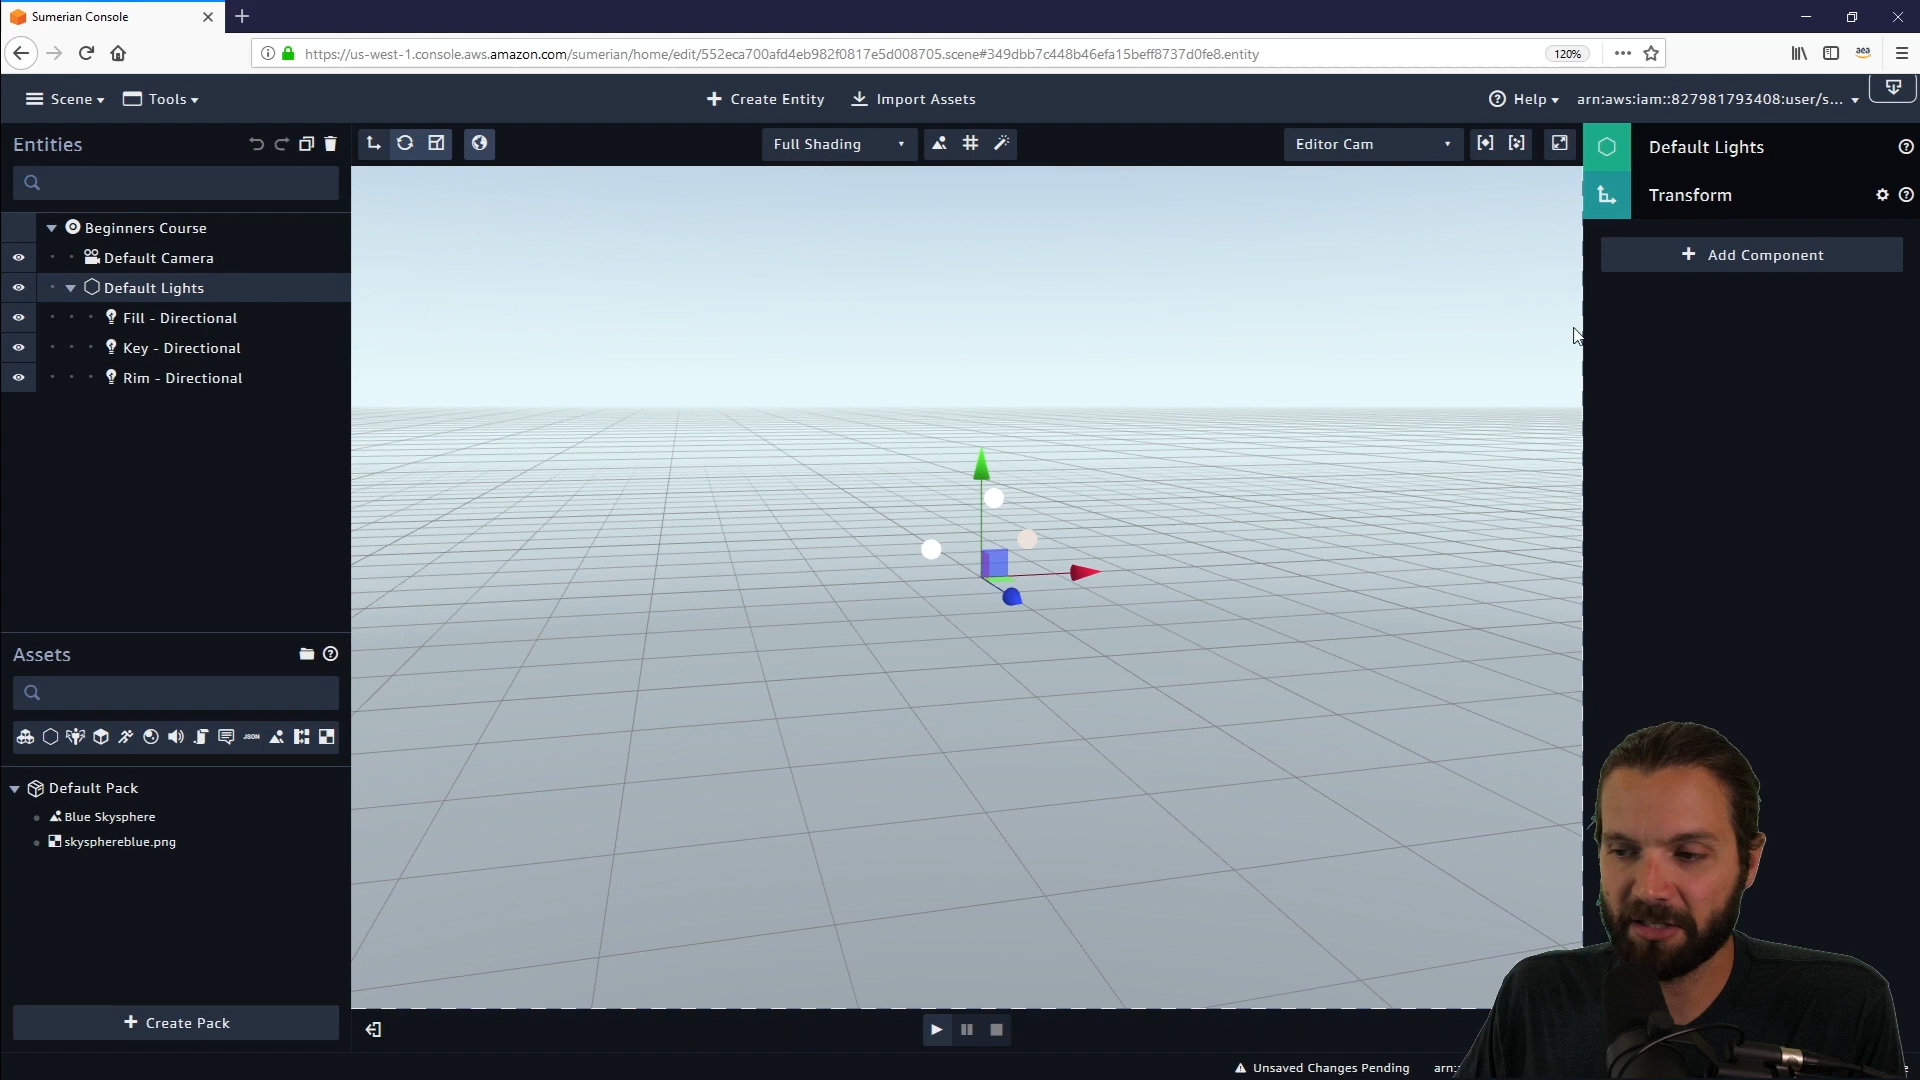 Sumerian Console
https://us-west-1.console.aws.amazon.com/sumerian/home/edit/552eca700afd4eb982f0817e5d008705.scene#349dbb7c448b46efa15beff8737d0fe8.entity
120%
aea
Scene
Tools
Create Entity
Import Assets
Help
arn:aws:iam::827981793408:user/s...
Entities
Full Shading
Editor Cam
Default Lights
Transform
Add Component
Beginners Course
Default Camera
Default Lights
Fill - Directional
Key - Directional
Rim - Directional
Assets
JSON
Default Pack
Blue Skysphere
skysphereblue.png
Create Pack
Unsaved Changes Pending